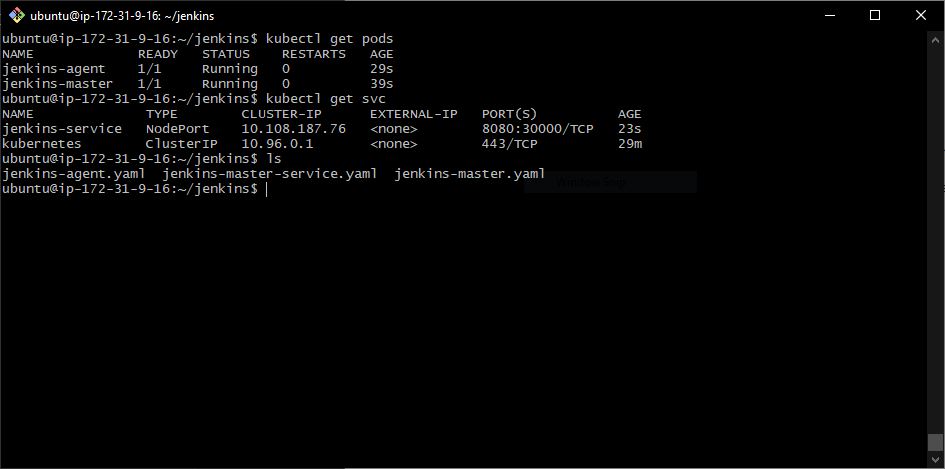 ubuntu@ip-172-31-9-16: ~/jenkins
ubuntu@ip-172-31-9-16:~/jenkins$ kubectl get pods
NAME             READY   STATUS    RESTARTS   AGE
jenkins-agent    1/1     Running   0          29s
jenkins-master   1/1     Running   0          39s
ubuntu@ip-172-31-9-16:~/jenkins$ kubectl get svc
NAME              TYPE        CLUSTER-IP      EXTERNAL-IP   PORT(S)          AGE
jenkins-service   NodePort    10.108.187.76   <none>        8080:30000/TCP   23s
kubernetes        ClusterIP   10.96.0.1       <none>        443/TCP          29m
ubuntu@ip-172-31-9-16:~/jenkins$ ls
jenkins-agent.yaml  jenkins-master-service.yaml  jenkins-master.yaml
Window Snip
ubuntu@ip-172-31-9-16:~/jenkins$